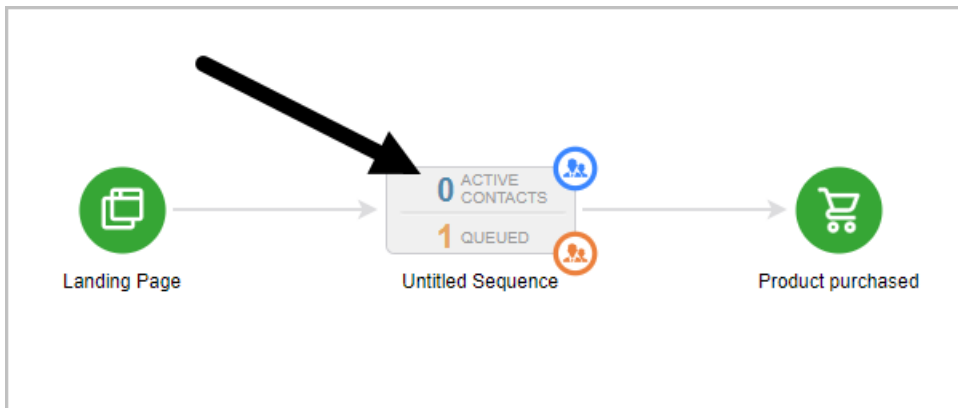 0 ACTIVE
CONTACTS
1 QUEUED
Landing Page
Untitled Sequence
Product purchased